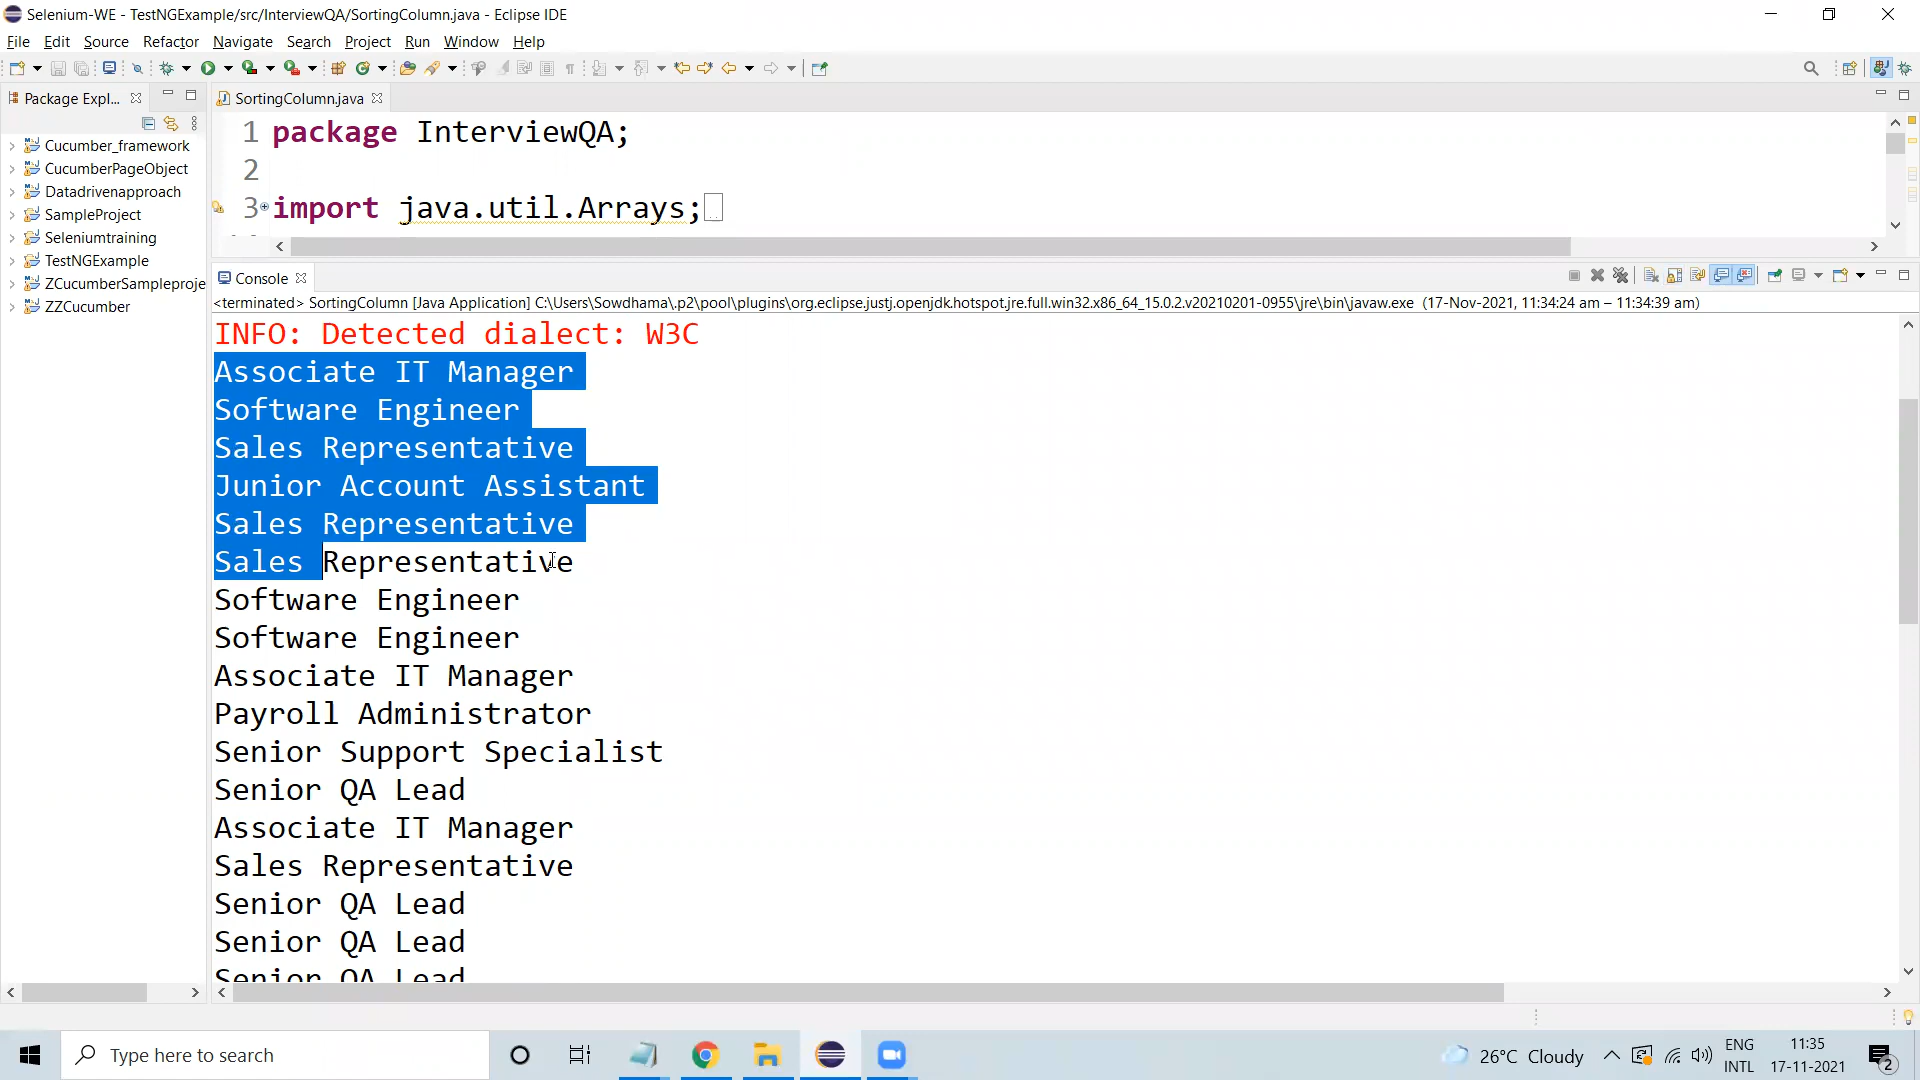 Selenium-WE - TestNGExample/src/InterviewQA/SortingColumn.java - Eclipse IDE
File Edit Source Refactor Navigate Search Project Run Window Help
Package Expl...
SortingColumn.java
Cucumber_framework
CucumberPageObject
Datadrivenapproach
SampleProject
Seleniumtraining
TestNGExample
ZCucumberSampleproje
ZZCucumber
1 package InterviewQA;
2
3 import java.util.Arrays;
Console
<terminated> SortingColumn [Java Application] C:\Users\Sowdhama\.p2\pool\plugins\org.eclipse.justj.openjdk.hotspot.jre.full.win32.x86_64_15.0.2.v20210201-0955\jre\bin\javaw.exe (17-Nov-2021, 11:34:24 am – 11:34:39 am)
INFO: Detected dialect: W3C
Associate IT Manager
Software Engineer
Sales Representative
Junior Account Assistant
Sales Representative
Sales Representative
Software Engineer
Software Engineer
Associate IT Manager
Payroll Administrator
Senior Support Specialist
Senior QA Lead
Associate IT Manager
Sales Representative
Senior QA Lead
Senior QA Lead
Senior QA Lead
Type here to search
26°C Cloudy
ENG
INTL
11:35
17-11-2021
2